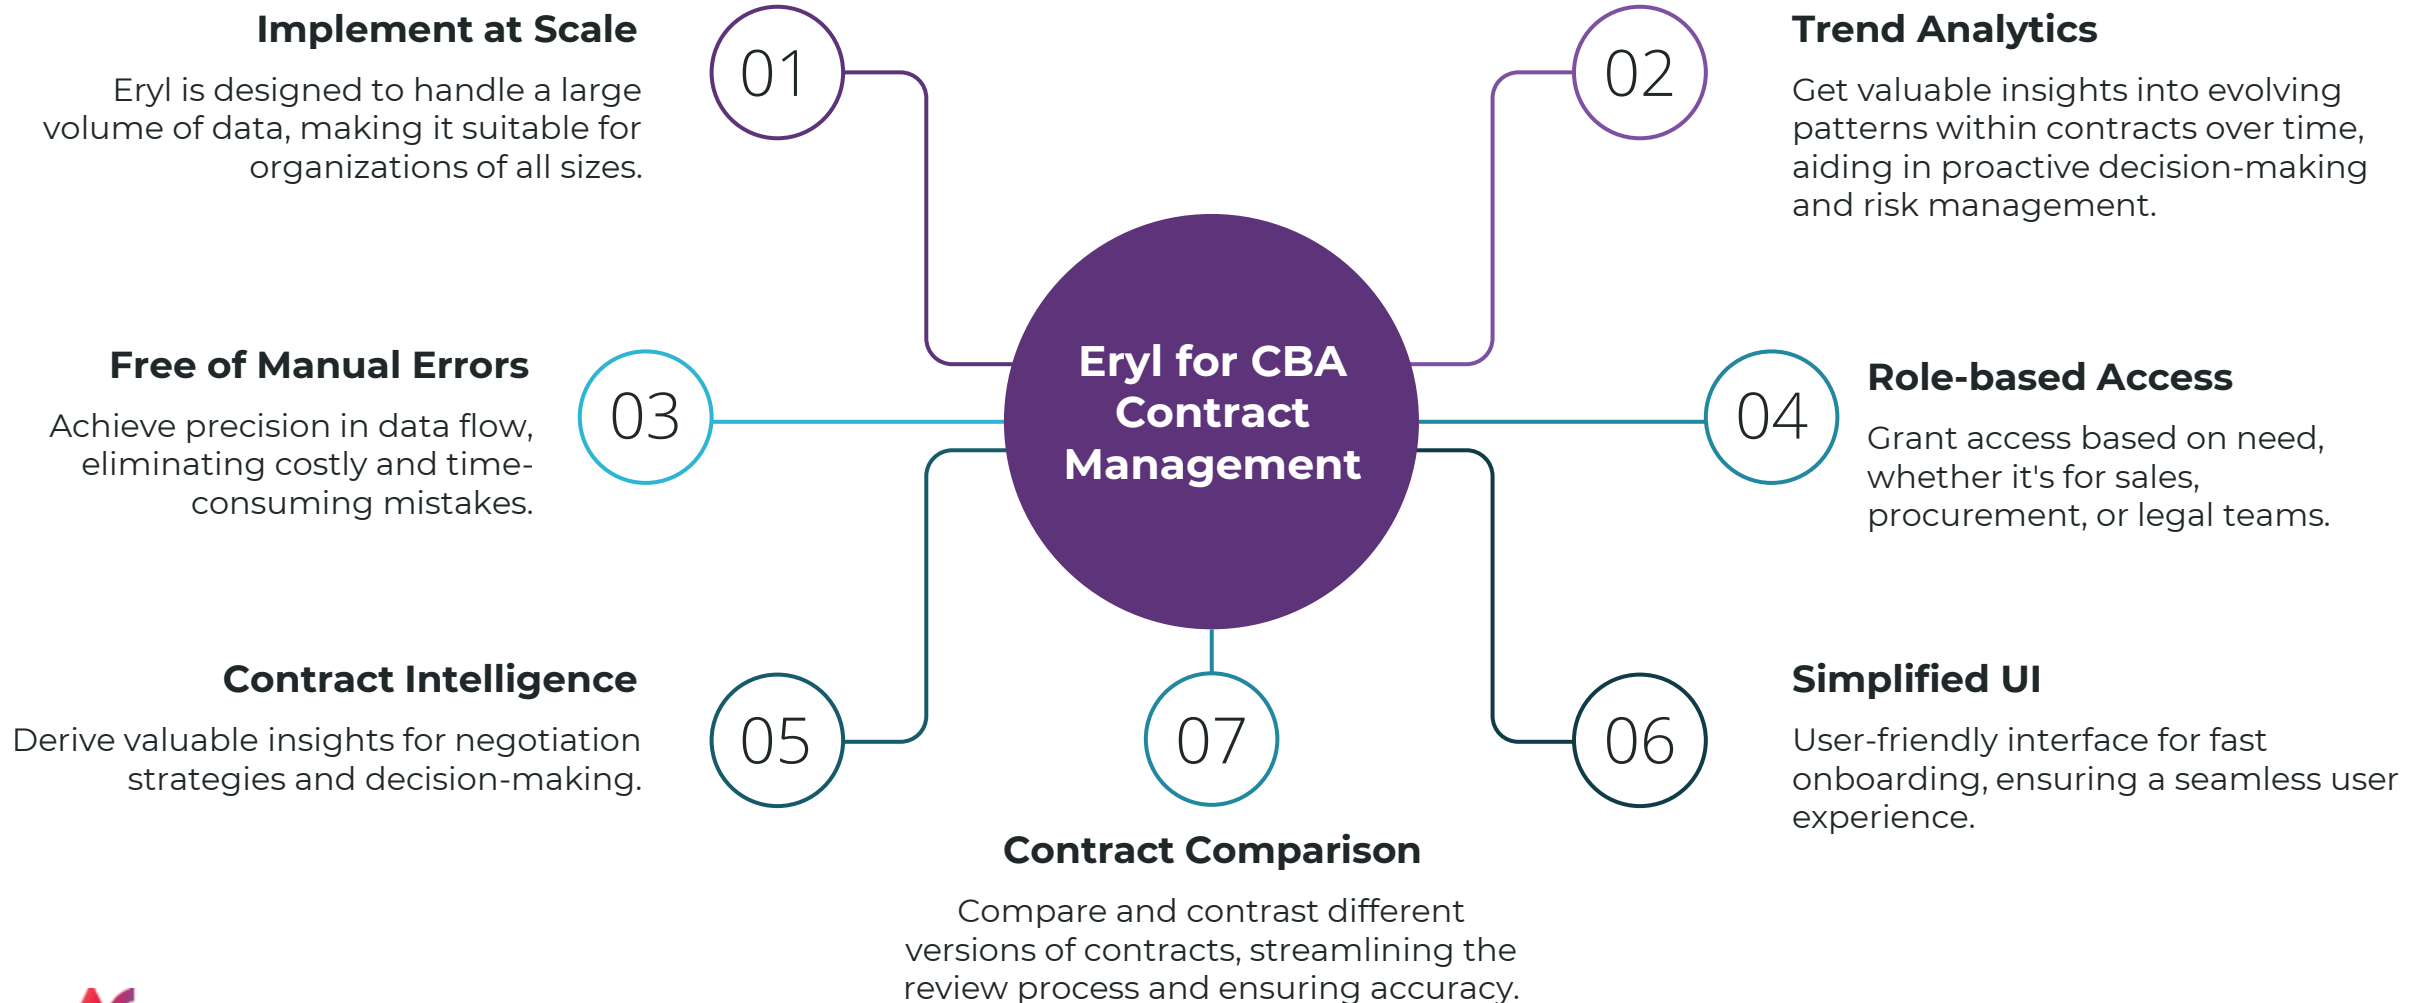 Implement at Scale
Eryl is designed to handle a large
volume of data, making it suitable for
organizations of all sizes.
01
02
Trend Analytics
Get valuable insights into evolving
patterns within contracts over time,
aiding in proactive decision-making
and risk management.
Free of Manual Errors
Achieve precision in data flow,
eliminating costly and time-
consuming mistakes.
03
Eryl for CBA
Contract
Management
04
Role-based Access
Grant access based on need,
whether it's for sales,
procurement, or legal teams.
Contract Intelligence
Derive valuable insights for negotiation
strategies and decision-making.
05
07
Contract Comparison
Compare and contrast different
versions of contracts, streamlining the
review process and ensuring accuracy.
06
Simplified UI
User-friendly interface for fast
onboarding, ensuring a seamless user
experience.